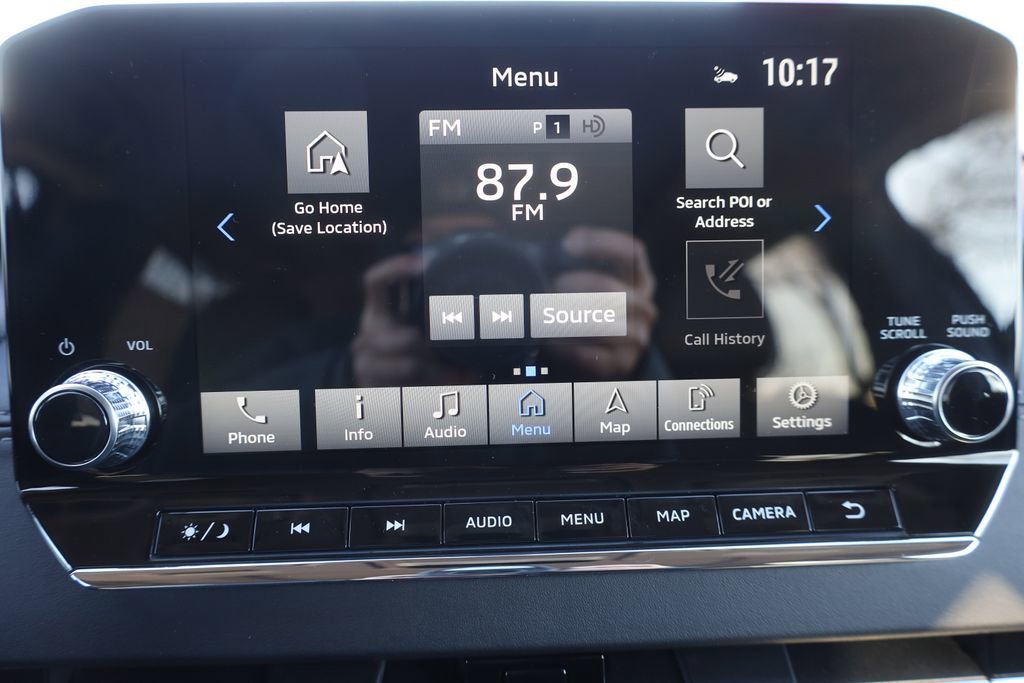 Menu
10:17
FM P 1 HD
87.9
FM
Go Home
(Save Location)
Search POI or
Address
Source
Call History
VOL
TUNE
SCROLL
PUSH
SOUND
Phone
Info
Audio
Menu
Map
Connections
Settings
AUDIO
MENU
MAP
CAMERA